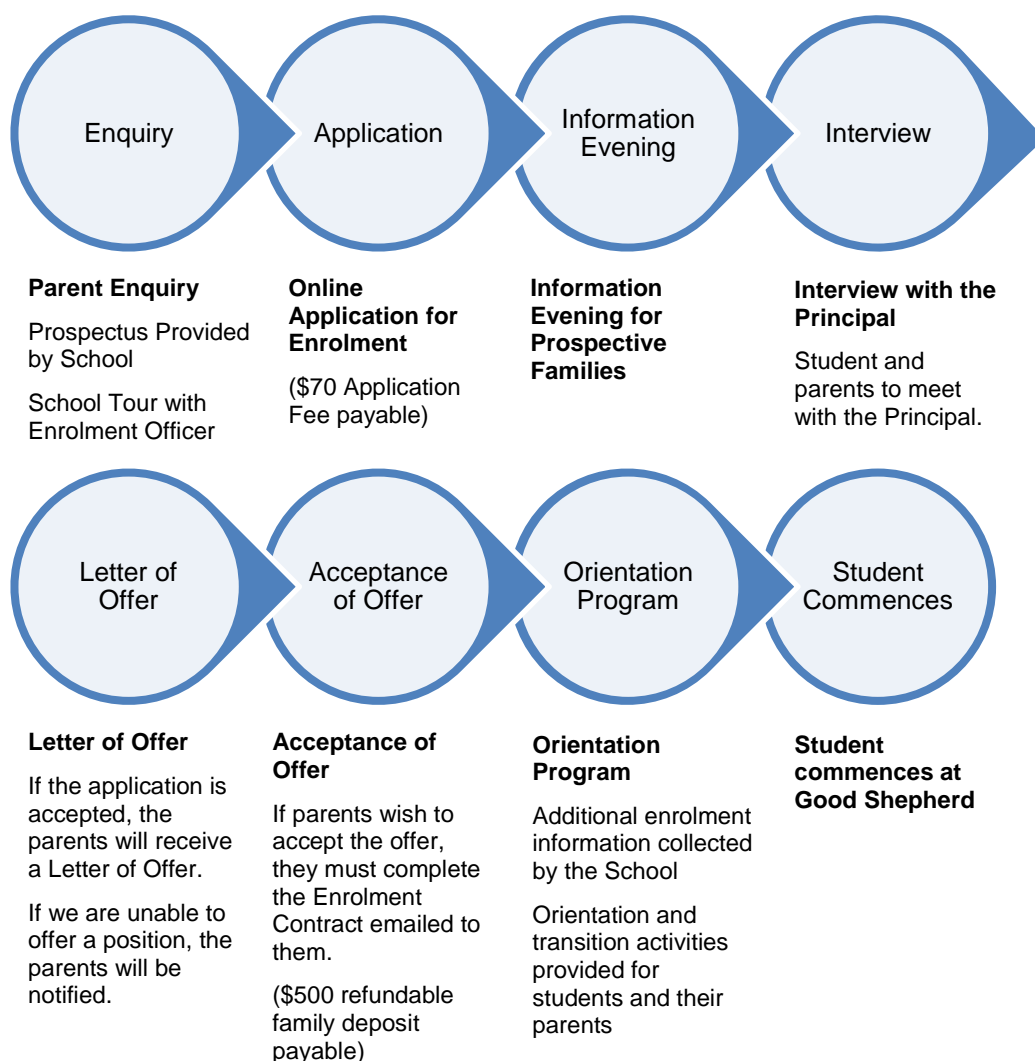 Enquiry
Application
Information
Evening
Interview
Parent Enquiry
Prospectus Provided
by School
School Tour with
Enrolment Officer
Online
Application for
Enrolment
($70 Application
Fee payable)
Information
Evening for
Prospective
Families
Interview with the
Principal
Student and
parents to meet
with the Principal.
Letter of
Offer
Acceptance
of Offer
Orientation
Program
Student
Commences
Letter of Offer
If the application is
accepted, the
parents will receive
a Letter of Offer.
If we are unable to
offer a position, the
parents will be
notified.
Acceptance of
Offer
If parents wish to
accept the offer,
they must complete
the Enrolment
Contract emailed to
them.
($500 refundable
family deposit
payable)
Orientation
Program
Additional enrolment
information collected
by the School
Orientation and
transition activities
provided for
students and their
parents
Student
commences at
Good Shepherd